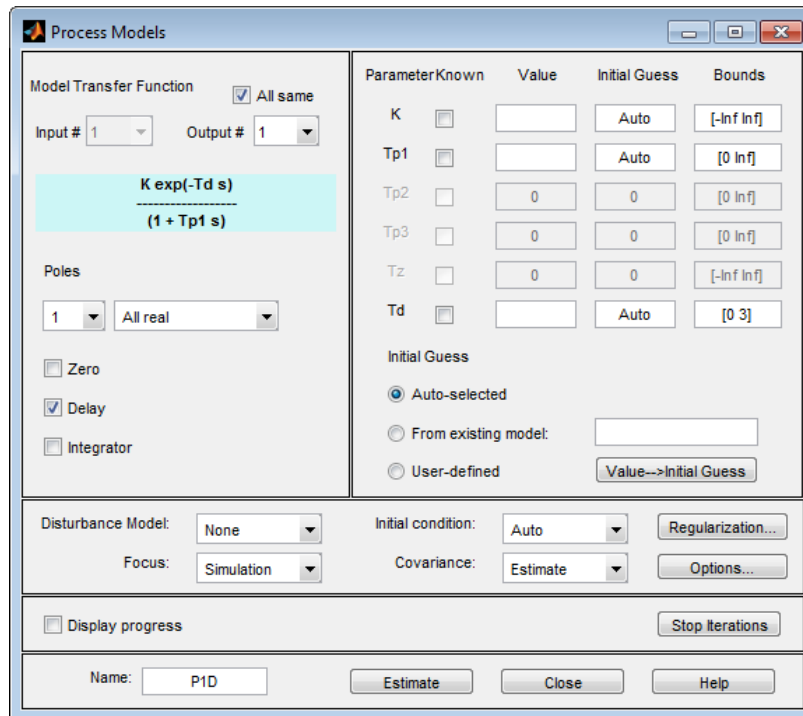 Process Models
Model Transfer Function
All same
Input # 1 Output # 1
K exp(-Td s)
------------------
(1 + Tp1 s)
Poles
1 All real
Zero
Delay
Integrator
Parameter Known Value Initial Guess Bounds
K Auto [-Inf Inf]
Tp1 Auto [0 Inf]
Tp2 0 0 [0 Inf]
Tp3 0 0 [0 Inf]
Tz 0 0 [-Inf Inf]
Td Auto [0 3]
Initial Guess
Auto-selected
From existing model:
User-defined Value-->Initial Guess
Disturbance Model: None Initial condition: Auto Regularization...
Focus: Simulation Covariance: Estimate Options...
Display progress Stop Iterations
Name: P1D Estimate Close Help